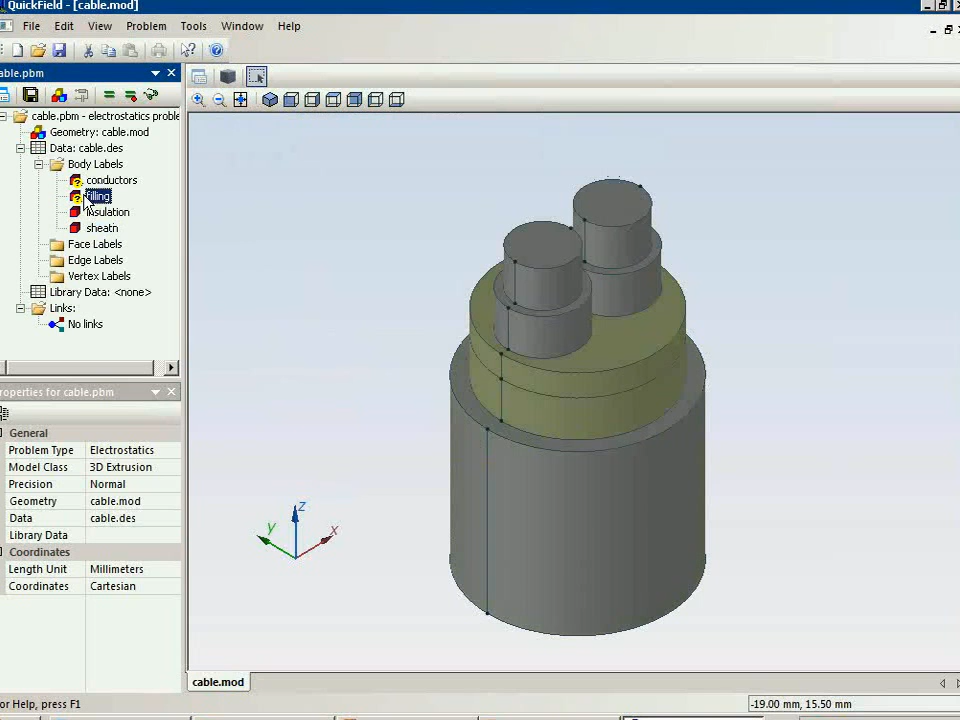 QuickField - [cable.mod]
File Edit View Problem Tools Window Help
able.pbm
cable.pbm - electrostatics proble
Geometry: cable.mod
Data: cable.des
Body Labels
conductors
filling
insulation
sheath
Face Labels
Edge Labels
Vertex Labels
Library Data: <none>
Links:
No links
roperties for cable.pbm
General
Problem Type Electrostatics
Model Class 3D Extrusion
Precision Normal
Geometry cable.mod
Data cable.des
Library Data
Coordinates
Length Unit Millimeters
Coordinates Cartesian
z
y
x
cable.mod
or Help, press F1
-19.00 mm, 15.50 mm